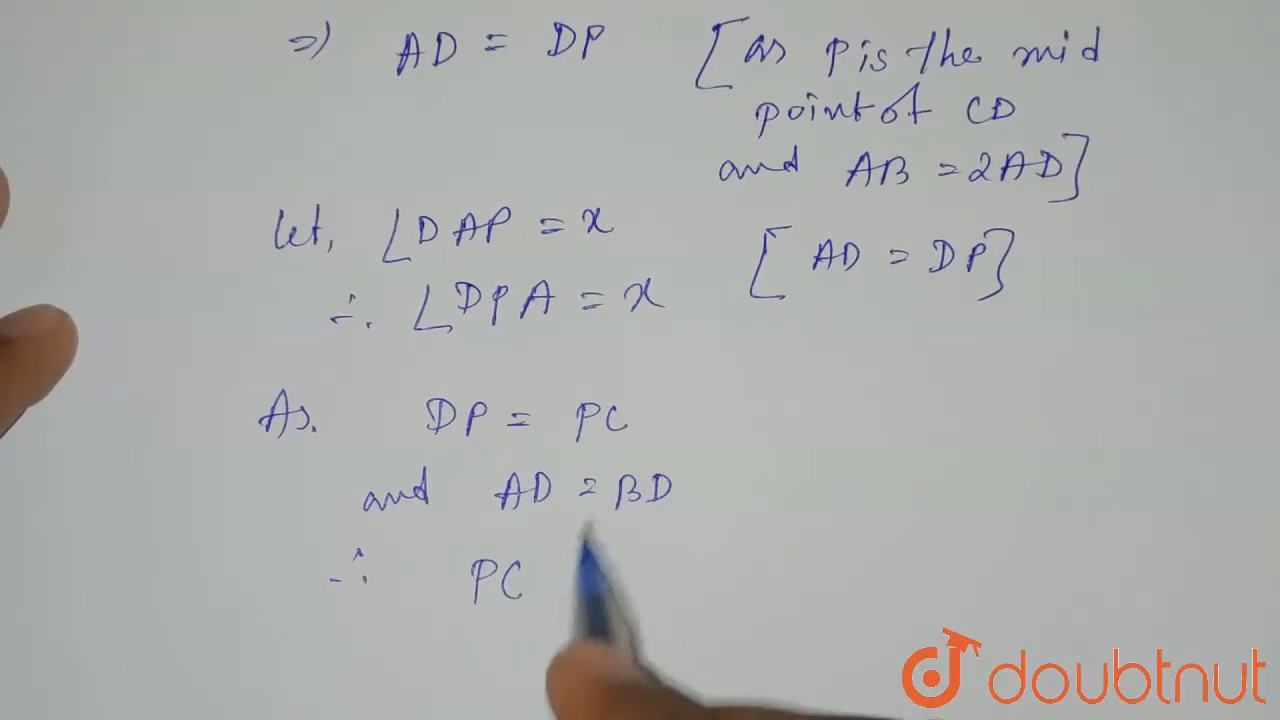 ⇒ AD = DP [as P is the mid
point of CD
and AB = 2AD]
let, ∠DAP = x
[AD = DP]
∴ ∠DPA = x
As. DP = PC
and AD = BD
∴ PC
doubtnut